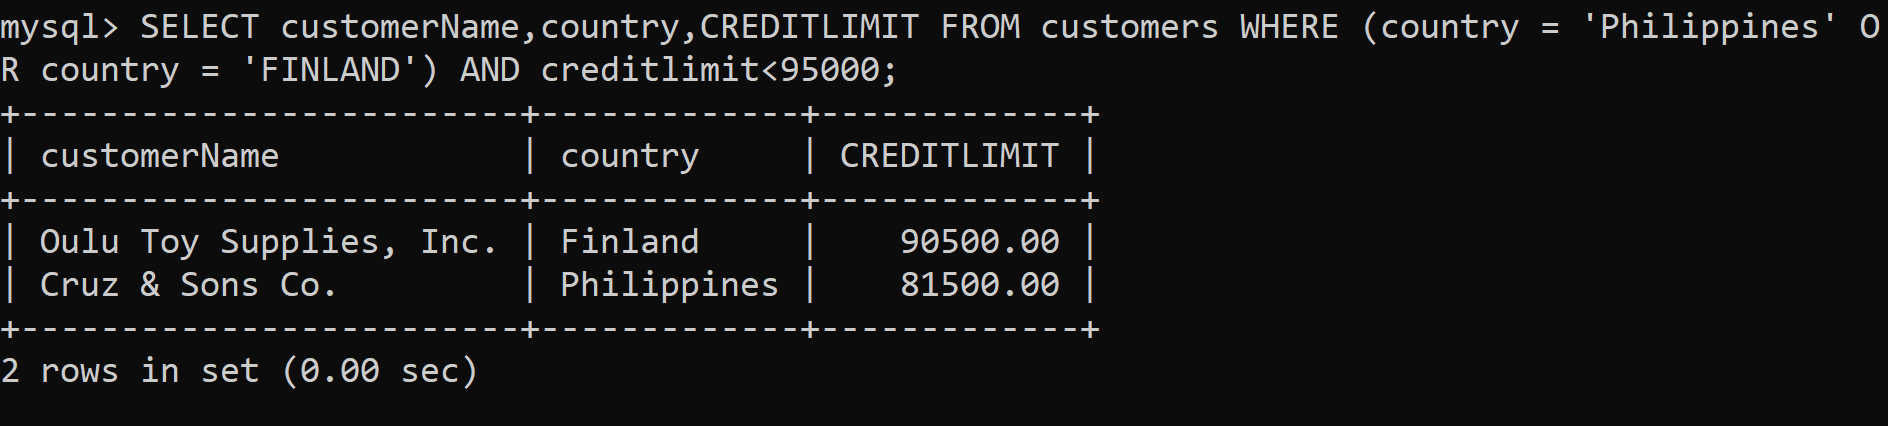 mysql> SELECT customerName,country,CREDITLIMIT FROM customers WHERE (country = 'Philippines' O
R country = 'FINLAND') AND creditlimit<95000;
+-------------------------+-------------+-------------+
| customerName            | country     | CREDITLIMIT |
+-------------------------+-------------+-------------+
| Oulu Toy Supplies, Inc. | Finland     |    90500.00 |
| Cruz & Sons Co.         | Philippines |    81500.00 |
+-------------------------+-------------+-------------+
2 rows in set (0.00 sec)